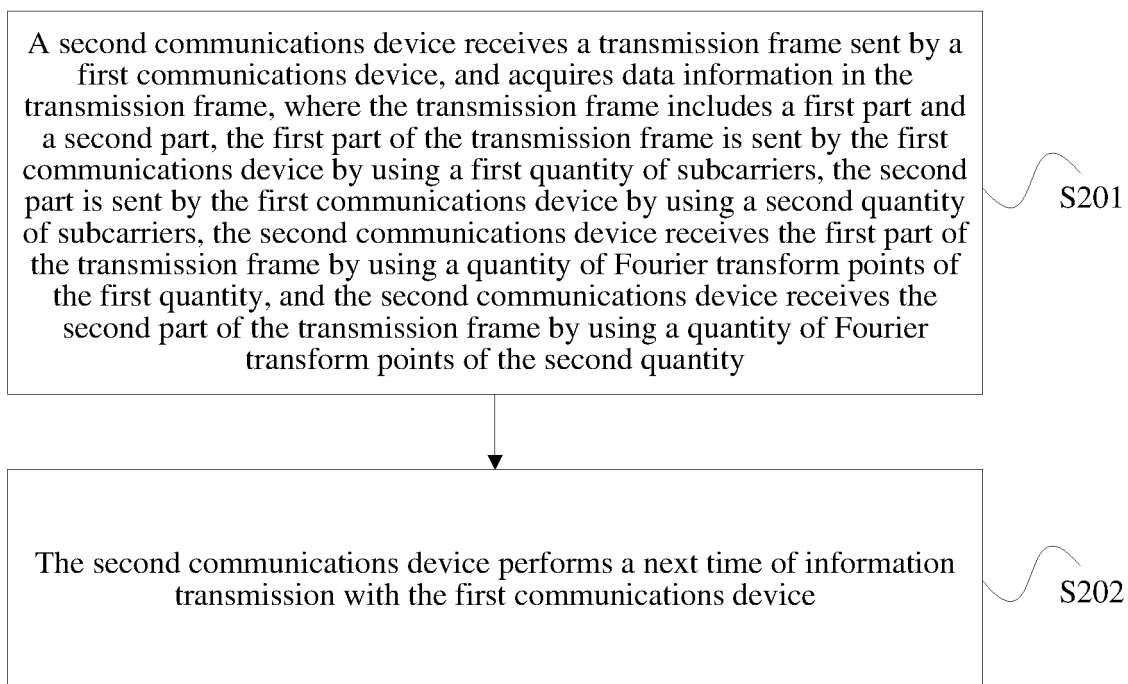 A second communications device receives a transmission frame sent by a
first communications device, and acquires data information in the
transmission frame, where the transmission frame includes a first part and
a second part, the first part of the transmission frame is sent by the first
communications device by using a first quantity of subcarriers, the second
part is sent by the first communications device by using a second quantity
of subcarriers, the second communications device receives the first part of
the transmission frame by using a quantity of Fourier transform points of
the first quantity, and the second communications device receives the
second part of the transmission frame by using a quantity of Fourier
transform points of the second quantity
S201
The second communications device performs a next time of information
transmission with the first communications device
S202